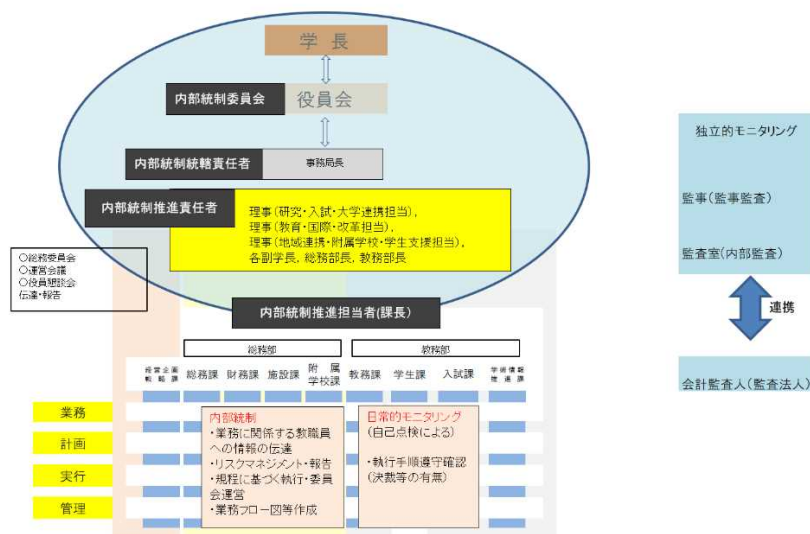 学 長
内部統制委員会
役員会
内部統制統轄責任者
事務局長
内部統制推進責任者
理事(研究・入試・大学連携担当),
理事(教育・国際・改革担当),
理事(地域連携・附属学校・学生支援担当),
各副学長, 総務部長, 教務部長
○総務委員会
○運営会議
○役員懇談会
伝達・報告
内部統制推進担当者(課長)
総務部
教務部
経営企画
戦略課
総務課
財務課
施設課
附 属
学校課
教務課
学生課
入試課
学術情報
推進課
業務
計画
実行
管理
内部統制
・業務に関係する教職員
への情報の伝達
・リスクマネジメント・報告
・規程に基づく執行・委員
会運営
・業務フロー図等作成
日常的モニタリング
(自己点検による)
・執行手順遵守確認
(決裁等の有無)
独立的モニタリング
監事(監事監査)
監査室(内部監査)
連携
会計監査人(監査法人)